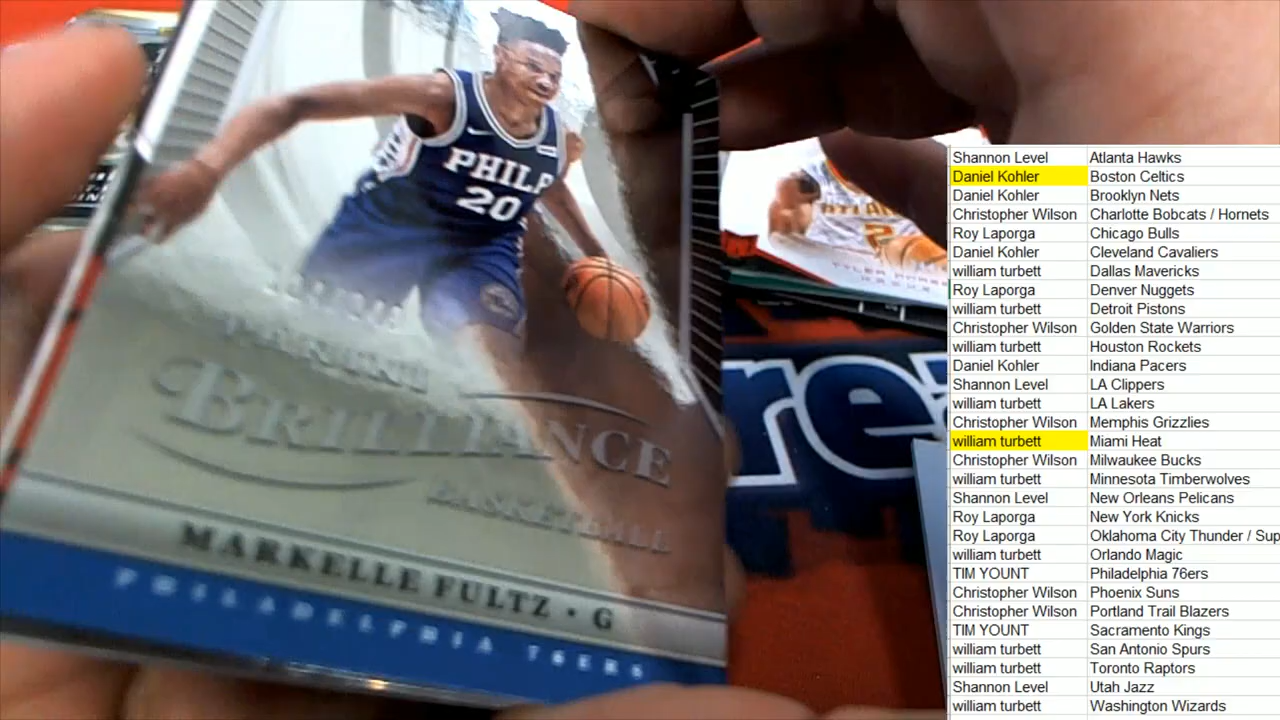 PHILA
20
PANINI
BRILLIANCE
BASKETBALL
MARKELLE FULTZ • G
PHILADELPHIA 76ERS
ATLAN
2
TYLER
re
Shannon Level Atlanta Hawks
Daniel Kohler Boston Celtics
Daniel Kohler Brooklyn Nets
Christopher Wilson Charlotte Bobcats / Hornets
Roy Laporga Chicago Bulls
Daniel Kohler Cleveland Cavaliers
william turbett Dallas Mavericks
Roy Laporga Denver Nuggets
william turbett Detroit Pistons
Christopher Wilson Golden State Warriors
william turbett Houston Rockets
Daniel Kohler Indiana Pacers
Shannon Level LA Clippers
william turbett LA Lakers
Christopher Wilson Memphis Grizzlies
william turbett Miami Heat
Christopher Wilson Milwaukee Bucks
william turbett Minnesota Timberwolves
Shannon Level New Orleans Pelicans
Roy Laporga New York Knicks
Roy Laporga Oklahoma City Thunder / Sup
william turbett Orlando Magic
TIM YOUNT Philadelphia 76ers
Christopher Wilson Phoenix Suns
Christopher Wilson Portland Trail Blazers
TIM YOUNT Sacramento Kings
william turbett San Antonio Spurs
william turbett Toronto Raptors
Shannon Level Utah Jazz
william turbett Washington Wizards